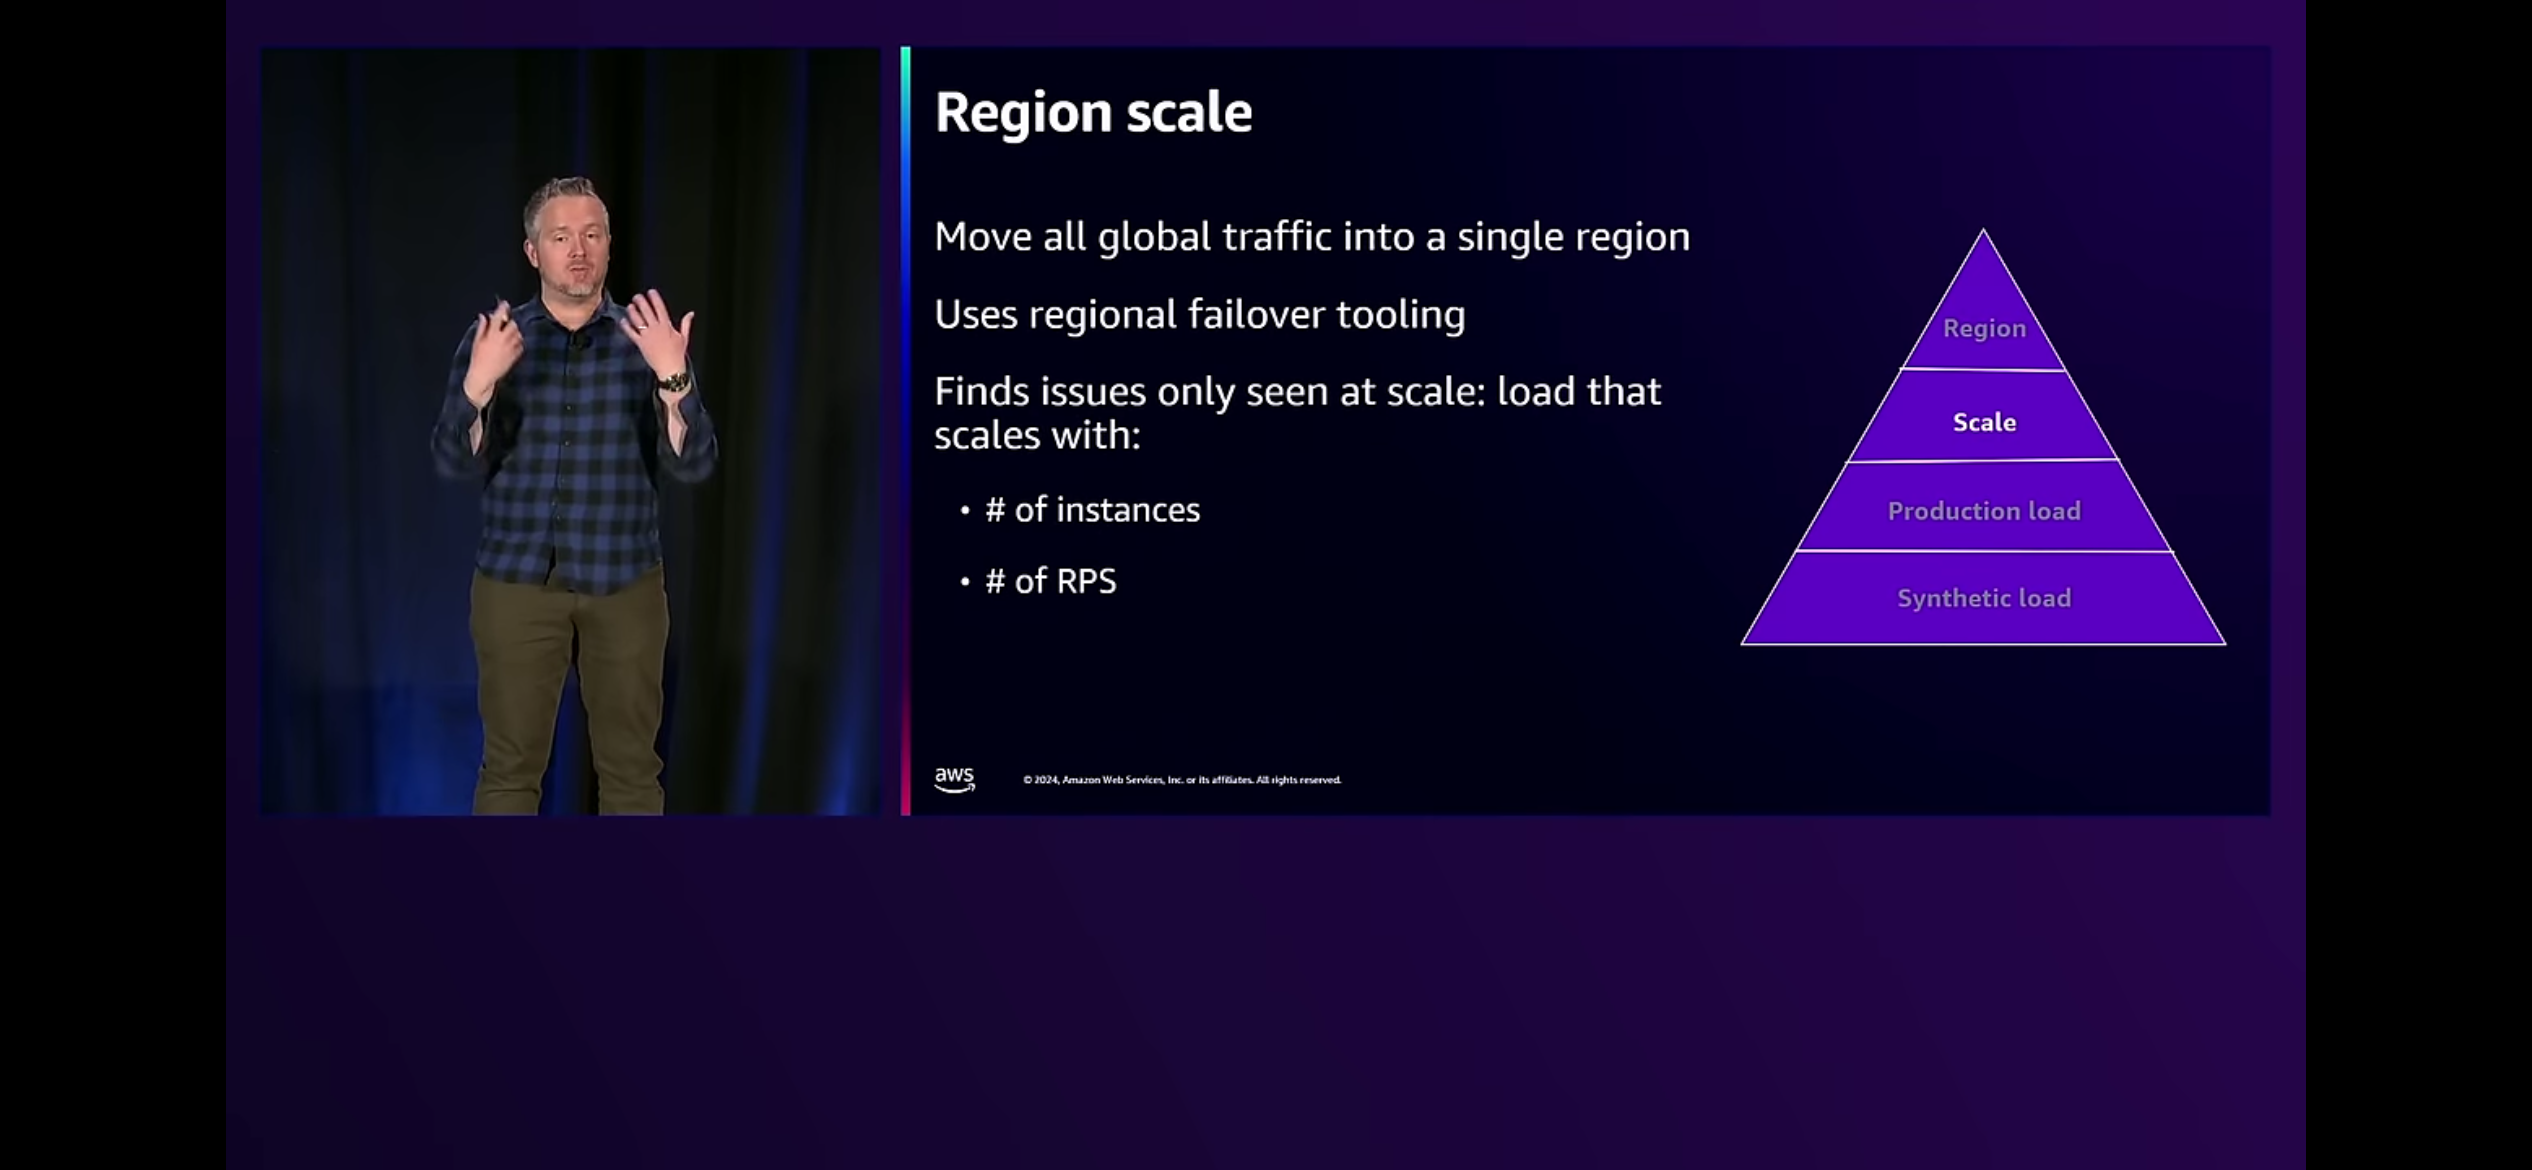 Region scale
Move all global traffic into a single region
Uses regional failover tooling
Finds issues only seen at scale: load that
scales with:
• # of instances
• # of RPS
Region
Scale
Production load
Synthetic load
aws
© 2024, Amazon Web Services, Inc. or its affiliates. All rights reserved.